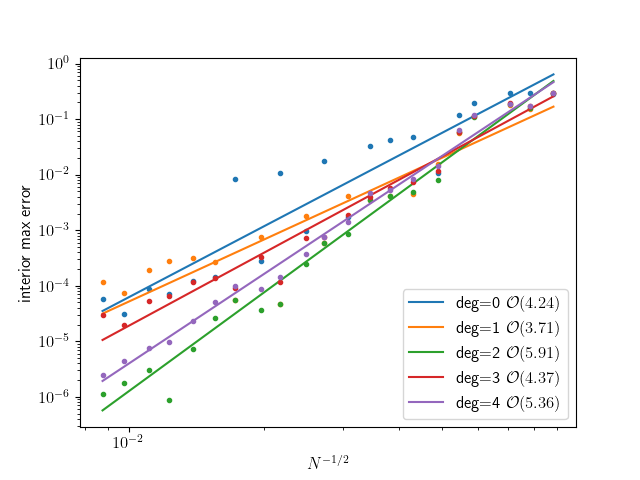 10^0
10^{-1}
10^{-2}
10^{-3}
10^{-4}
10^{-5}
10^{-6}
interior max error
deg=0 𝒪(4.24)
deg=1 𝒪(3.71)
deg=2 𝒪(5.91)
deg=3 𝒪(4.37)
deg=4 𝒪(5.36)
10^{-2}
N^{-1/2}